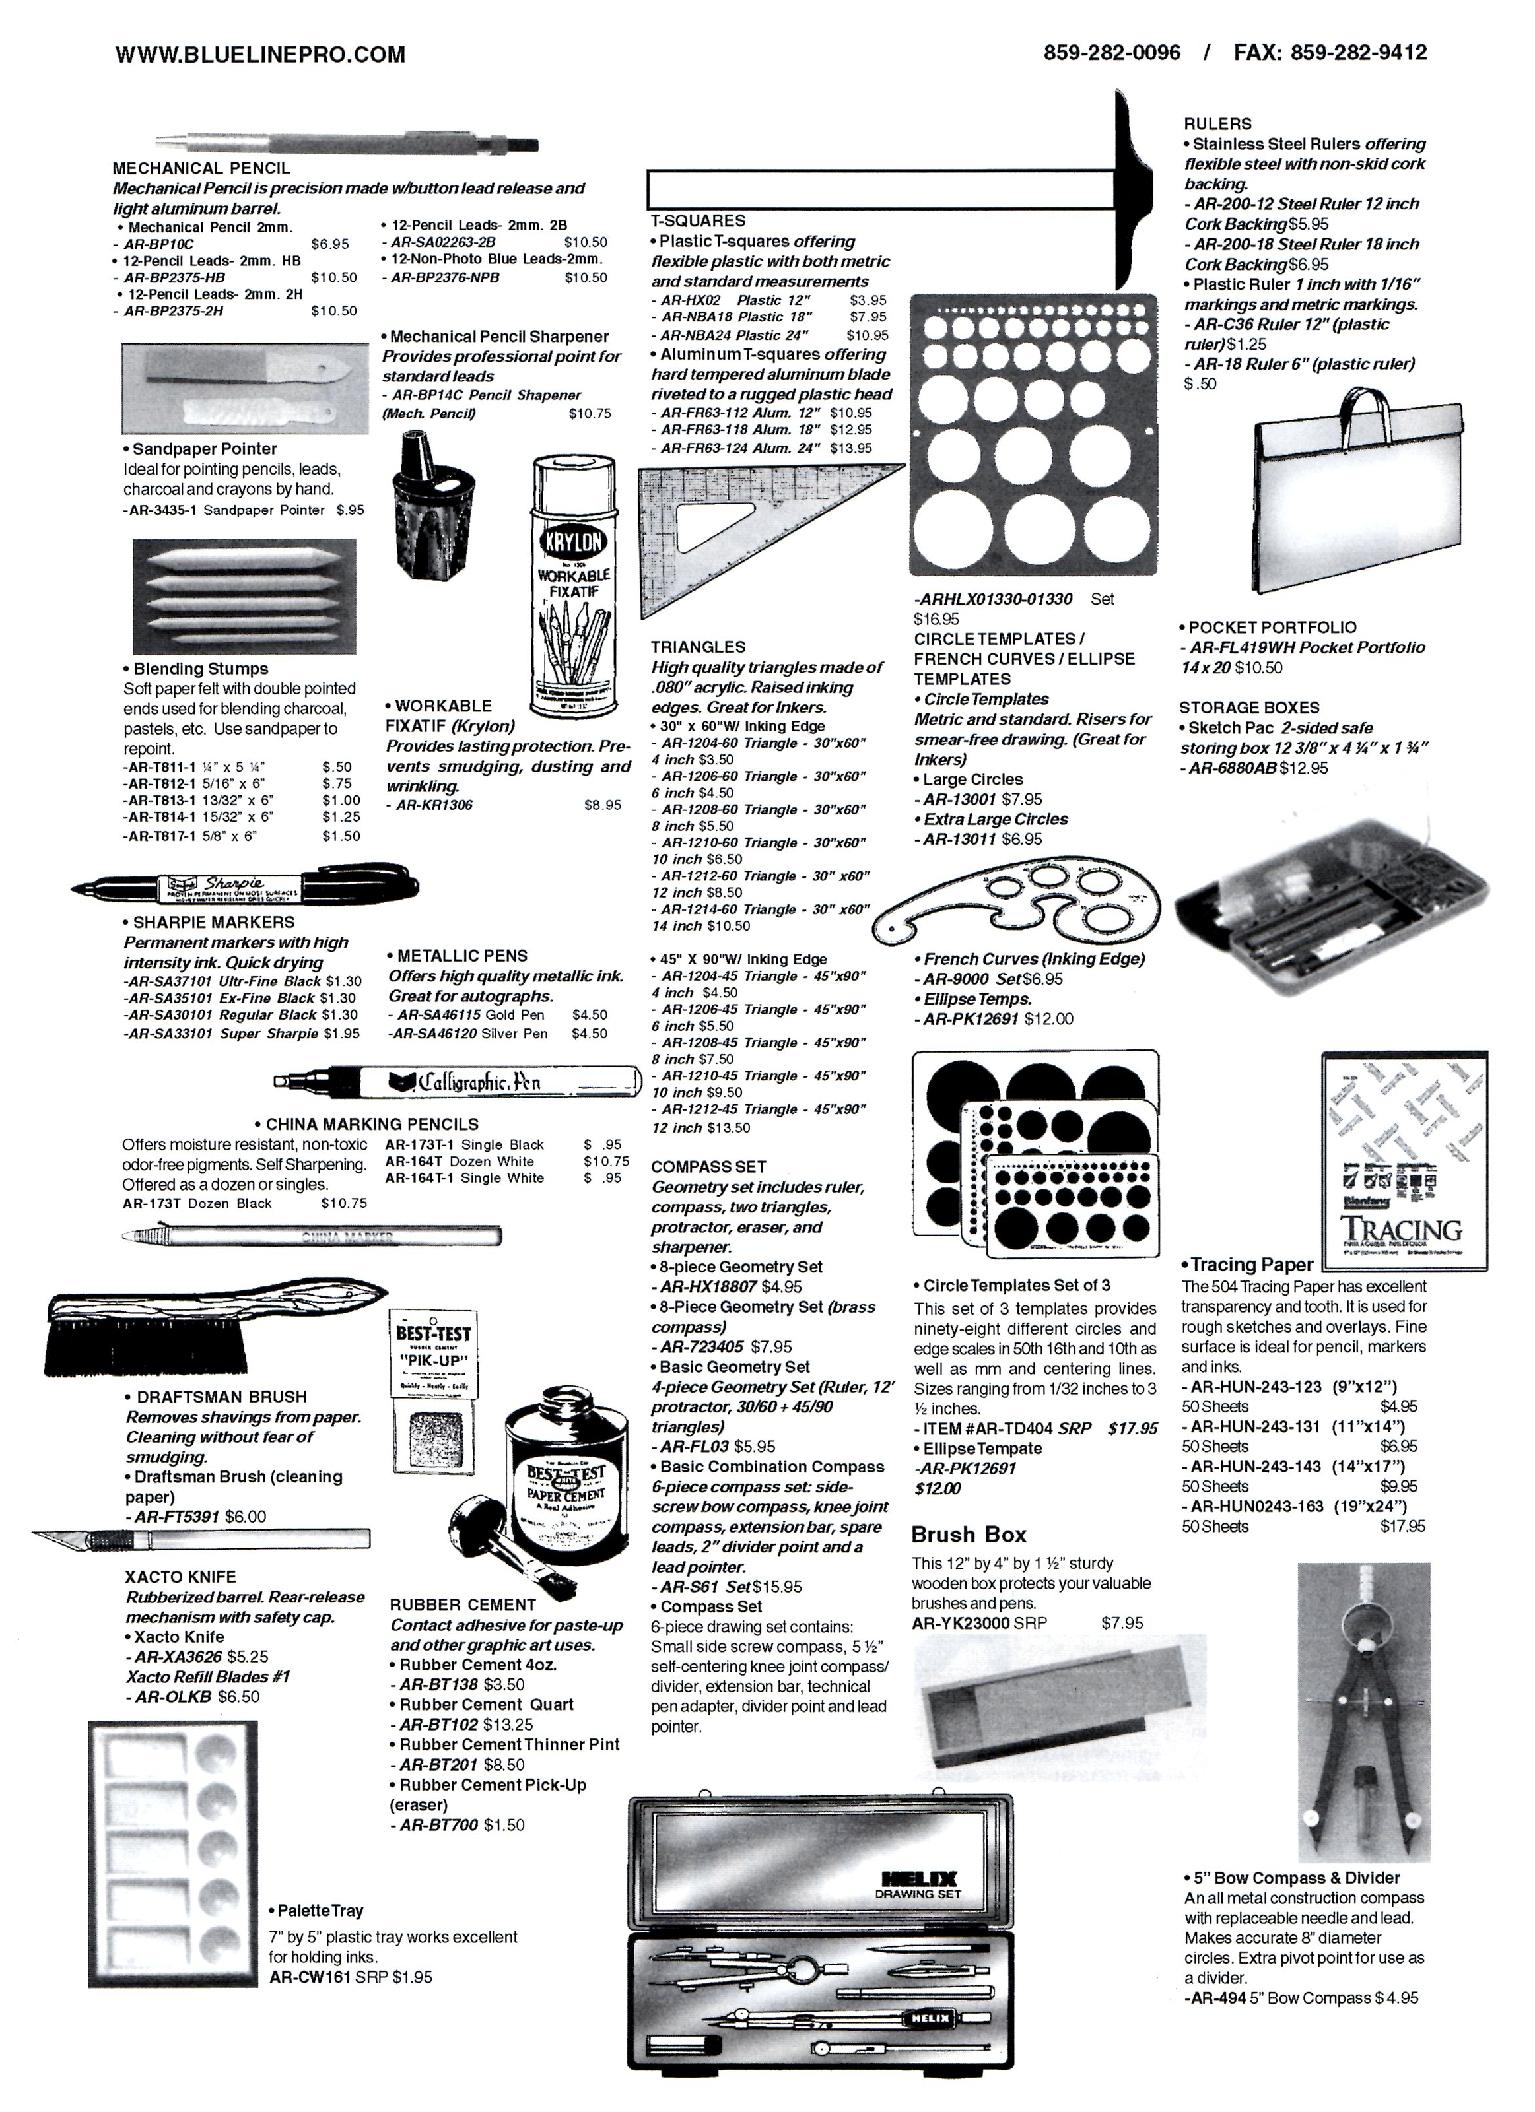 WWW.BLUELINEPRO.COM
859-282-0096 / FAX: 859-282-9412
MECHANICAL PENCIL
Mechanical Pencil is precision made w/button lead release and
light aluminum barrel.
• Mechanical Pencil 2mm.
- AR-BP10C $6.95
• 12-Pencil Leads- 2mm. HB
- AR-BP2375-HB $10.50
• 12-Pencil Leads- 2mm. 2H
- AR-BP2375-2H $10.50
• 12-Pencil Leads- 2mm. 2B
- AR-SA02263-2B $10.50
• 12-Non-Photo Blue Leads-2mm.
- AR-BP2376-NPB $10.50
• Mechanical Pencil Sharpener
Provides professional point for
standard leads
- AR-BP14C Pencil Shapener
(Mech. Pencil) $10.75
• Sandpaper Pointer
Ideal for pointing pencils, leads,
charcoal and crayons by hand.
-AR-3435-1 Sandpaper Pointer $.95
• Blending Stumps
Soft paper felt with double pointed
ends used for blending charcoal,
pastels, etc. Use sandpaper to
repoint.
-AR-T811-1 ¼" x 5 ¼" $.50
-AR-T812-1 5/16" x 6" $.75
-AR-T813-1 13/32" x 6" $1.00
-AR-T814-1 15/32" x 6" $1.25
-AR-T817-1 5/8" x 6" $1.50
KRYLON
WORKABLE
FIXATIF
• WORKABLE
FIXATIF (Krylon)
Provides lasting protection. Pre-
vents smudging, dusting and
wrinkling.
- AR-KR1306 $8.95
Sharpie
• SHARPIE MARKERS
Permanent markers with high
intensity ink. Quick drying
-AR-SA37101 Ultr-Fine Black $1.30
-AR-SA35101 Ex-Fine Black $1.30
-AR-SA30101 Regular Black $1.30
-AR-SA33101 Super Sharpie $1.95
• METALLIC PENS
Offers high quality metallic ink.
Great for autographs.
- AR-SA46115 Gold Pen $4.50
-AR-SA46120 Silver Pen $4.50
Calligraphic Pen
• CHINA MARKING PENCILS
Offers moisture resistant, non-toxic
odor-free pigments. Self Sharpening.
Offered as a dozen or singles.
AR-173T Dozen Black $10.75
AR-173T-1 Single Black $ .95
AR-164T Dozen White $10.75
AR-164T-1 Single White $ .95
CHINA MARKER
BEST-TEST
RUBBER CEMENT
"PIK-UP"
• DRAFTSMAN BRUSH
Removes shavings from paper.
Cleaning without fear of
smudging.
• Draftsman Brush (cleaning
paper)
- AR-FT5391 $6.00
BEST-TEST
PAPER CEMENT
XACTO KNIFE
Rubberized barrel. Rear-release
mechanism with safety cap.
• Xacto Knife
- AR-XA3626 $5.25
Xacto Refill Blades #1
- AR-OLKB $6.50
RUBBER CEMENT
Contact adhesive for paste-up
and other graphic art uses.
• Rubber Cement 4oz.
- AR-BT138 $3.50
• Rubber Cement Quart
- AR-BT102 $13.25
• Rubber Cement Thinner Pint
- AR-BT201 $8.50
• Rubber Cement Pick-Up
(eraser)
- AR-BT700 $1.50
• Palette Tray
7" by 5" plastic tray works excellent
for holding inks.
AR-CW161 SRP $1.95
T-SQUARES
• Plastic T-squares offering
flexible plastic with both metric
and standard measurements
- AR-HX02 Plastic 12" $3.95
- AR-NBA18 Plastic 18" $7.95
- AR-NBA24 Plastic 24" $10.95
• Aluminum T-squares offering
hard tempered aluminum blade
riveted to a rugged plastic head
- AR-FR63-112 Alum. 12" $10.95
- AR-FR63-118 Alum. 18" $12.95
- AR-FR63-124 Alum. 24" $13.95
TRIANGLES
High quality triangles made of
.080" acrylic. Raised inking
edges. Great for Inkers.
• 30" x 60"W/ Inking Edge
- AR-1204-60 Triangle - 30"x60"
4 inch $3.50
- AR-1206-60 Triangle - 30"x60"
6 inch $4.50
- AR-1208-60 Triangle - 30"x60"
8 inch $5.50
- AR-1210-60 Triangle - 30"x60"
10 inch $6.50
- AR-1212-60 Triangle - 30" x60"
12 inch $8.50
- AR-1214-60 Triangle - 30" x60"
14 inch $10.50
• 45" X 90"W/ Inking Edge
- AR-1204-45 Triangle - 45"x90"
4 inch $4.50
- AR-1206-45 Triangle - 45"x90"
6 inch $5.50
- AR-1208-45 Triangle - 45"x90"
8 inch $7.50
- AR-1210-45 Triangle - 45"x90"
10 inch $9.50
- AR-1212-45 Triangle - 45"x90"
12 inch $13.50
COMPASS SET
Geometry set includes ruler,
compass, two triangles,
protractor, eraser, and
sharpener.
• 8-piece Geometry Set
- AR-HX18807 $4.95
• 8-Piece Geometry Set (brass
compass)
- AR-723405 $7.95
• Basic Geometry Set
4-piece Geometry Set (Ruler, 12'
protractor, 30/60 + 45/90
triangles)
- AR-FL03 $5.95
• Basic Combination Compass
6-piece compass set: side-
screw bow compass, knee joint
compass, extension bar, spare
leads, 2" divider point and a
lead pointer.
- AR-S61 Set $15.95
• Compass Set
6-piece drawing set contains:
Small side screw compass, 5 ½"
self-centering knee joint compass/
divider, extension bar, technical
pen adapter, divider point and lead
pointer.
HELIX
DRAWING SET
HELIX
-ARHLX01330-01330 Set
$16.95
CIRCLE TEMPLATES /
FRENCH CURVES / ELLIPSE
TEMPLATES
• Circle Templates
Metric and standard. Risers for
smear-free drawing. (Great for
Inkers)
• Large Circles
- AR-13001 $7.95
• Extra Large Circles
- AR-13011 $6.95
• French Curves (Inking Edge)
- AR-9000 Set $6.95
• Ellipse Temps.
- AR-PK12691 $12.00
• Circle Templates Set of 3
This set of 3 templates provides
ninety-eight different circles and
edge scales in 50th 16th and 10th as
well as mm and centering lines.
Sizes ranging from 1/32 inches to 3
½ inches.
- ITEM #AR-TD404 SRP $17.95
• Ellipse Tempate
-AR-PK12691
$12.00
Brush Box
This 12" by 4" by 1 ½" sturdy
wooden box protects your valuable
brushes and pens.
AR-YK23000 SRP $7.95
RULERS
• Stainless Steel Rulers offering
flexible steel with non-skid cork
backing.
- AR-200-12 Steel Ruler 12 inch
Cork Backing $5.95
- AR-200-18 Steel Ruler 18 inch
Cork Backing $6.95
• Plastic Ruler 1 inch with 1/16"
markings and metric markings.
- AR-C36 Ruler 12" (plastic
ruler) $1.25
- AR-18 Ruler 6" (plastic ruler)
$ .50
• POCKET PORTFOLIO
- AR-FL419WH Pocket Portfolio
14 x 20 $10.50
STORAGE BOXES
• Sketch Pac 2-sided safe
storing box 12 3/8" x 4 ¾" x 1 ¾"
- AR-6880AB $12.95
Bienfang
TRACING
• Tracing Paper
The 504 Tracing Paper has excellent
transparency and tooth. It is used for
rough sketches and overlays. Fine
surface is ideal for pencil, markers
and inks.
- AR-HUN-243-123 (9"x12")
50 Sheets $4.95
- AR-HUN-243-131 (11"x14")
50 Sheets $6.95
- AR-HUN-243-143 (14"x17")
50 Sheets $9.95
- AR-HUN0243-163 (19"x24")
50 Sheets $17.95
• 5" Bow Compass & Divider
An all metal construction compass
with replaceable needle and lead.
Makes accurate 8" diameter
circles. Extra pivot point for use as
a divider.
-AR-494 5" Bow Compass $4.95